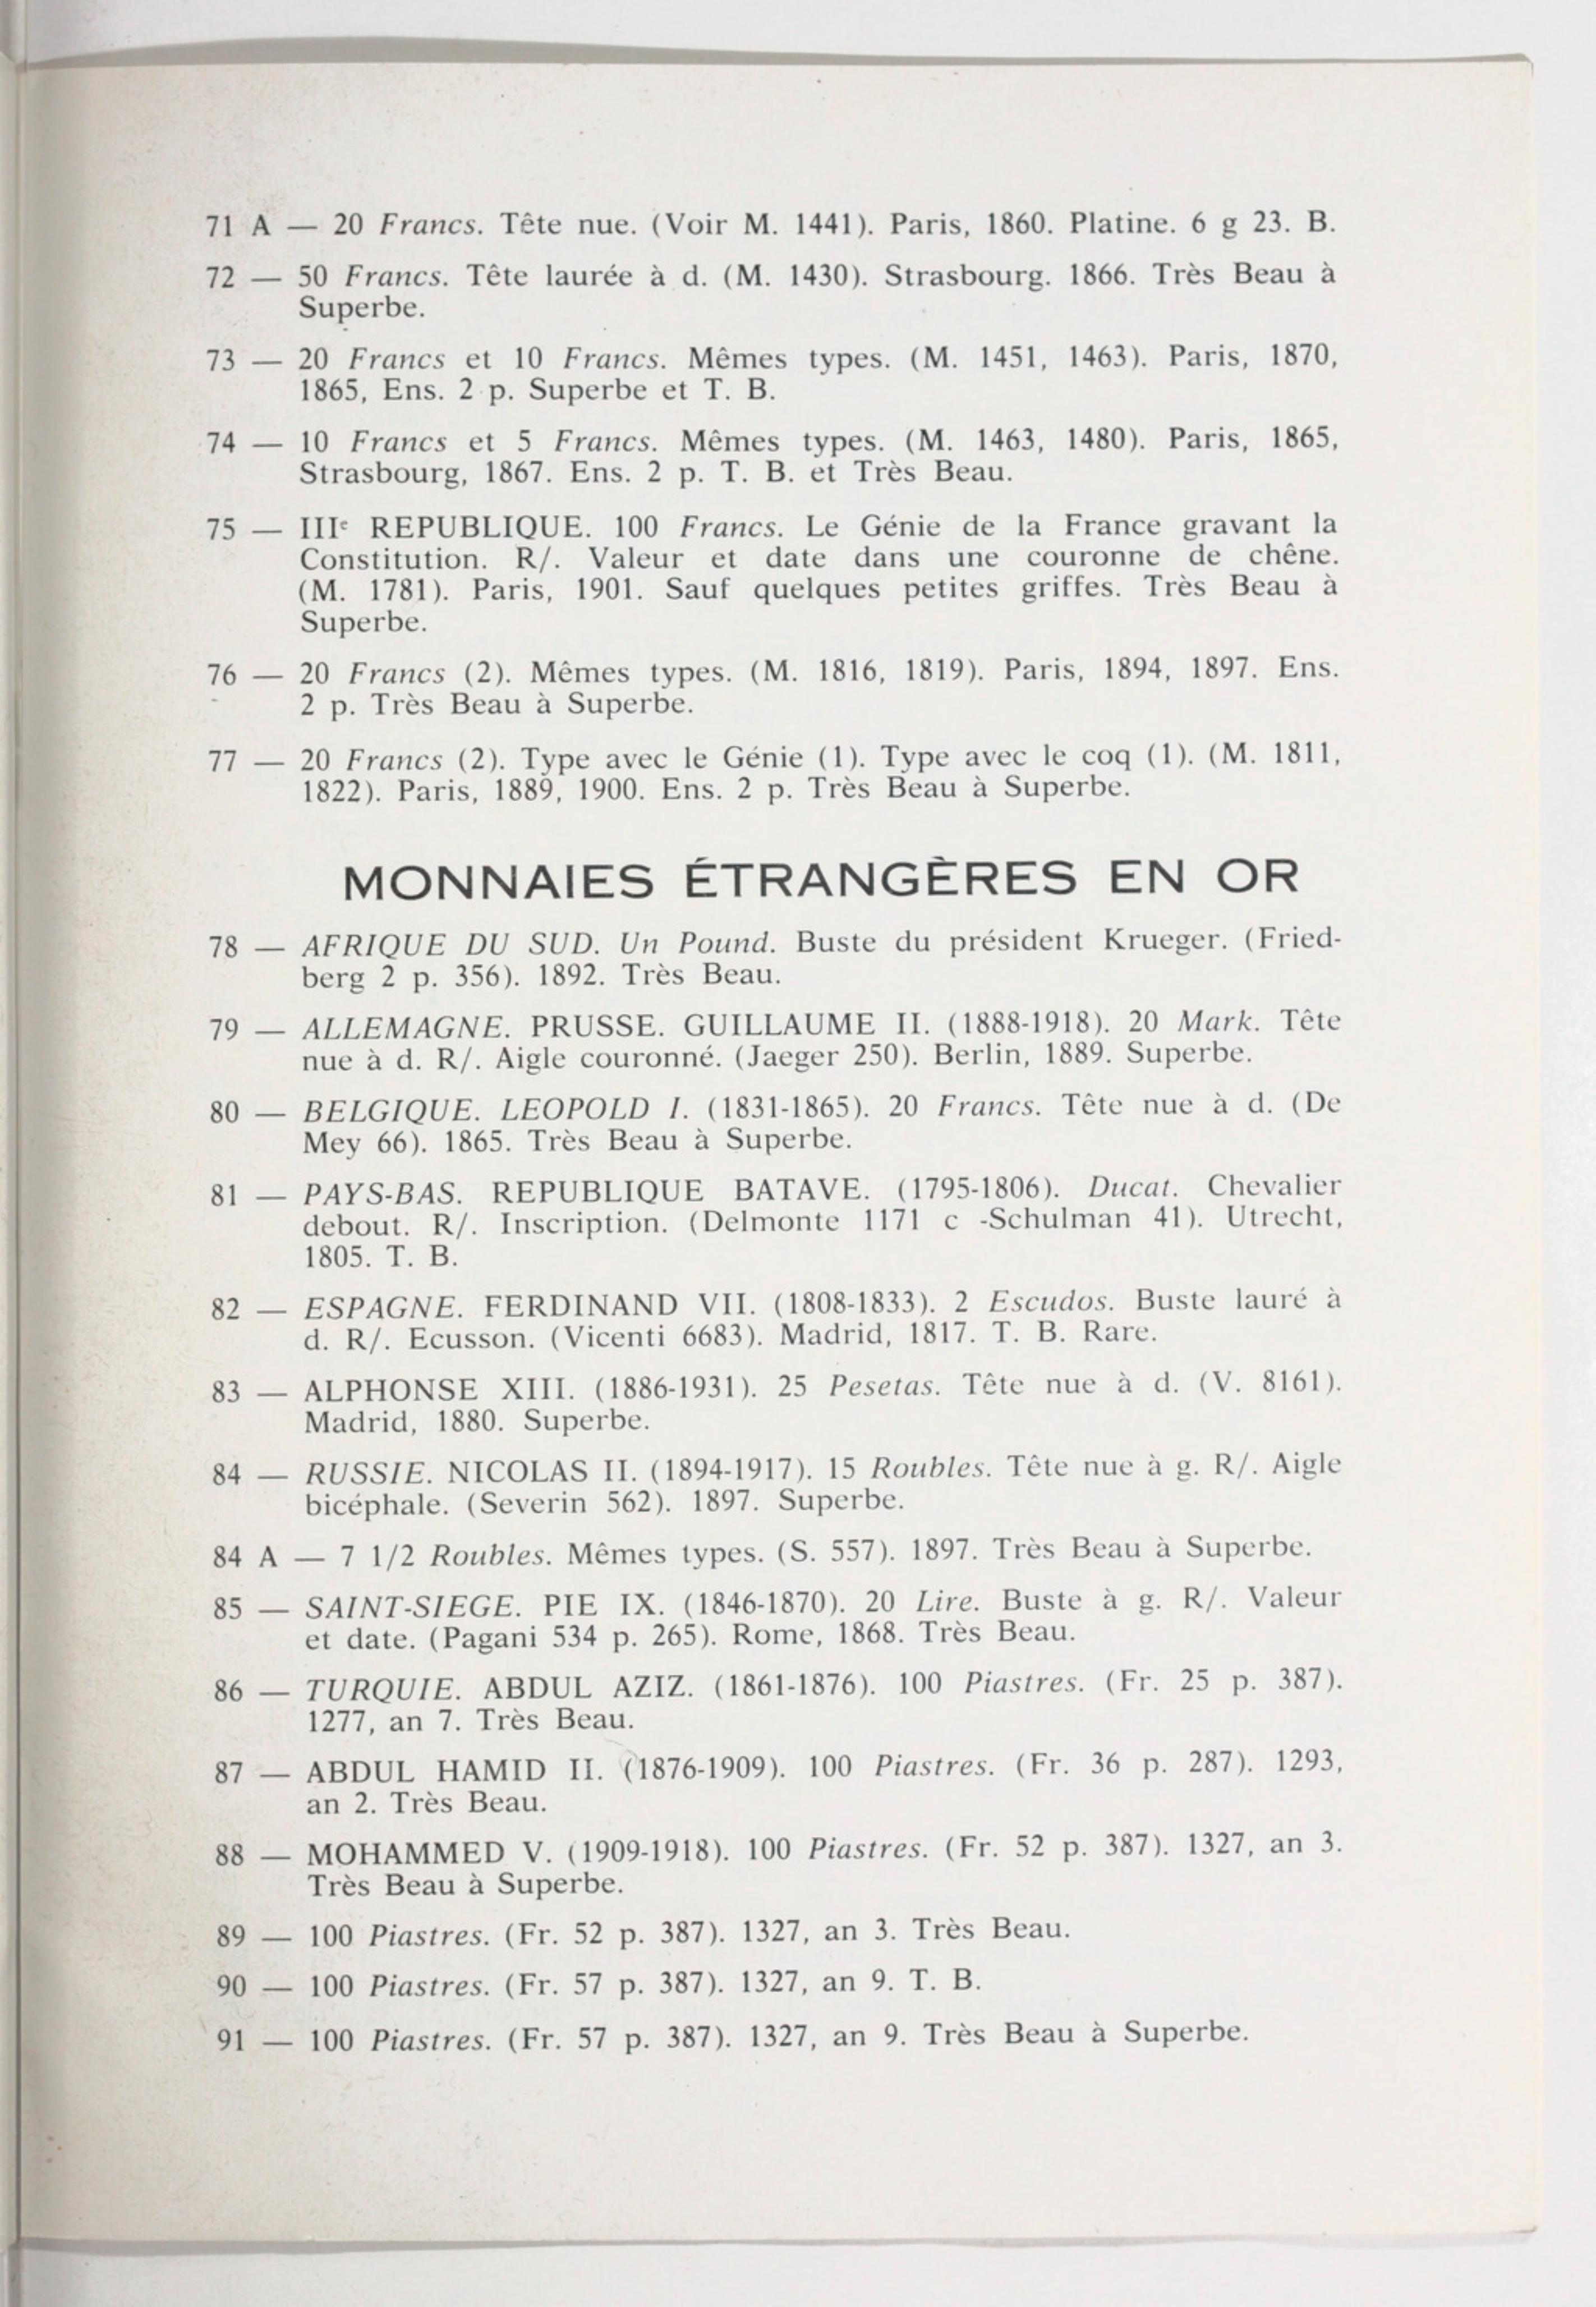 71 A — 20 Francs. Tête nue. (Voir M. 1441). Paris, 1860. Platine. 6 g 23. B.
72 — 50 Francs. Tête laurée à d. (M. 1430). Strasbourg. 1866. Très Beau à
Superbe.
73 — 20 Francs et 10 Francs. Mêmes types. (M. 1451, 1463). Paris, 1870,
1865, Ens. 2 p. Superbe et T. B.
74 — 10 Francs et 5 Francs. Mêmes types. (M. 1463, 1480). Paris, 1865,
Strasbourg, 1867. Ens. 2 p. T. B. et Très Beau.
75 — IIIe REPUBLIQUE. 100 Francs. Le Génie de la France gravant la
Constitution. R/. Valeur et date dans une couronne de chêne.
(M. 1781). Paris, 1901. Sauf quelques petites griffes. Très Beau à
Superbe.
76 — 20 Francs (2). Mêmes types. (M. 1816, 1819). Paris, 1894, 1897. Ens.
2 p. Très Beau à Superbe.
77 — 20 Francs (2). Type avec le Génie (1). Type avec le coq (1). (M. 1811,
1822). Paris, 1889, 1900. Ens. 2 p. Très Beau à Superbe.
MONNAIES ÉTRANGÈRES EN OR
78 — AFRIQUE DU SUD. Un Pound. Buste du président Krueger. (Fried-
berg 2 p. 356). 1892. Très Beau.
79 — ALLEMAGNE. PRUSSE. GUILLAUME II. (1888-1918). 20 Mark. Tête
nue à d. R/. Aigle couronné. (Jaeger 250). Berlin, 1889. Superbe.
80 — BELGIQUE. LEOPOLD I. (1831-1865). 20 Francs. Tête nue à d. (De
Mey 66). 1865. Très Beau à Superbe.
81 — PAYS-BAS. REPUBLIQUE BATAVE. (1795-1806). Ducat. Chevalier
debout. R/. Inscription. (Delmonte 1171 c -Schulman 41). Utrecht,
1805. T. B.
82 — ESPAGNE. FERDINAND VII. (1808-1833). 2 Escudos. Buste lauré à
d. R/. Ecusson. (Vicenti 6683). Madrid, 1817. T. B. Rare.
83 — ALPHONSE XIII. (1886-1931). 25 Pesetas. Tête nue à d. (V. 8161).
Madrid, 1880. Superbe.
84 — RUSSIE. NICOLAS II. (1894-1917). 15 Roubles. Tête nue à g. R/. Aigle
bicéphale. (Severin 562). 1897. Superbe.
84 A — 7 1/2 Roubles. Mêmes types. (S. 557). 1897. Très Beau à Superbe.
85 — SAINT-SIEGE. PIE IX. (1846-1870). 20 Lire. Buste à g. R/. Valeur
et date. (Pagani 534 p. 265). Rome, 1868. Très Beau.
86 — TURQUIE. ABDUL AZIZ. (1861-1876). 100 Piastres. (Fr. 25 p. 387).
1277, an 7. Très Beau.
87 — ABDUL HAMID II. (1876-1909). 100 Piastres. (Fr. 36 p. 287). 1293,
an 2. Très Beau.
88 — MOHAMMED V. (1909-1918). 100 Piastres. (Fr. 52 p. 387). 1327, an 3.
Très Beau à Superbe.
89 — 100 Piastres. (Fr. 52 p. 387). 1327, an 3. Très Beau.
90 — 100 Piastres. (Fr. 57 p. 387). 1327, an 9. T. B.
91 — 100 Piastres. (Fr. 57 p. 387). 1327, an 9. Très Beau à Superbe.